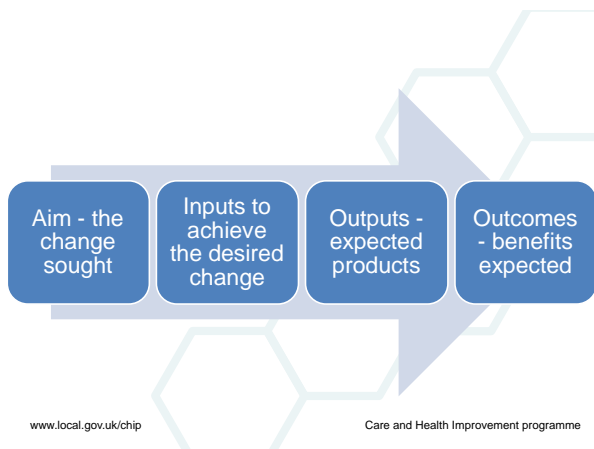 Aim - the
change
sought
Inputs to
achieve
the desired
change
Outputs -
expected
products
Outcomes
- benefits
expected
www.local.gov.uk/chip
Care and Health Improvement programme